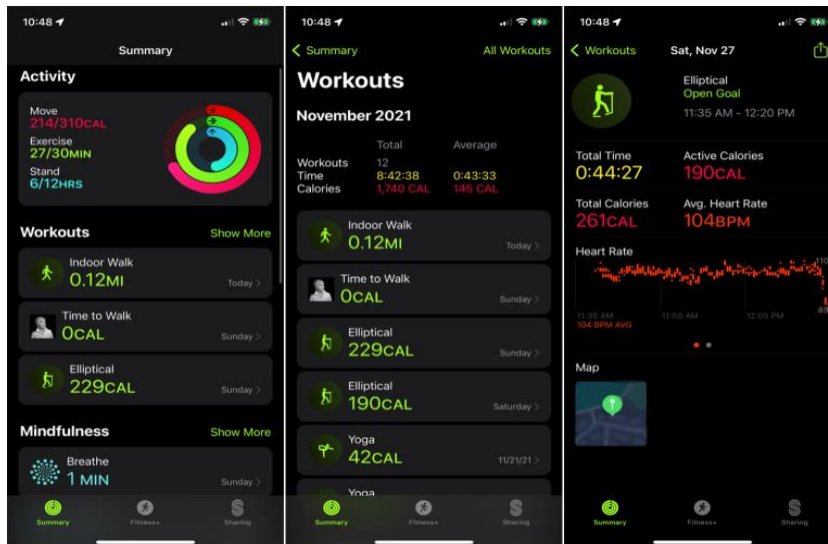 10:48
Summary
Activity
Move
214/310CAL
Exercise
27/30MIN
Stand
6/12HRS
Workouts Show More
Indoor Walk
0.12MI Today
Time to Walk
0CAL Sunday
Elliptical
229CAL Sunday
Mindfulness Show More
Breathe
1 MIN Sunday
Summary Fitness+ Sharing
10:48
Summary All Workouts
Workouts
November 2021
Total Average
Workouts 12
Time 8:42:38 0:43:33
Calories 1,740 CAL 145 CAL
Indoor Walk
0.12MI Today
Time to Walk
0CAL Sunday
Elliptical
229CAL Sunday
Elliptical
190CAL Saturday
Yoga
42CAL 11/21/21
Yoga
Summary Fitness+ Sharing
10:48
Workouts Sat, Nov 27
Elliptical
Open Goal
11:35 AM - 12:20 PM
Total Time Active Calories
0:44:27 190CAL
Total Calories Avg. Heart Rate
261CAL 104BPM
Heart Rate
110
88
11:35 AM 11:50 AM 12:05 PM
104 BPM AVG
Map
Summary Fitness+ Sharing